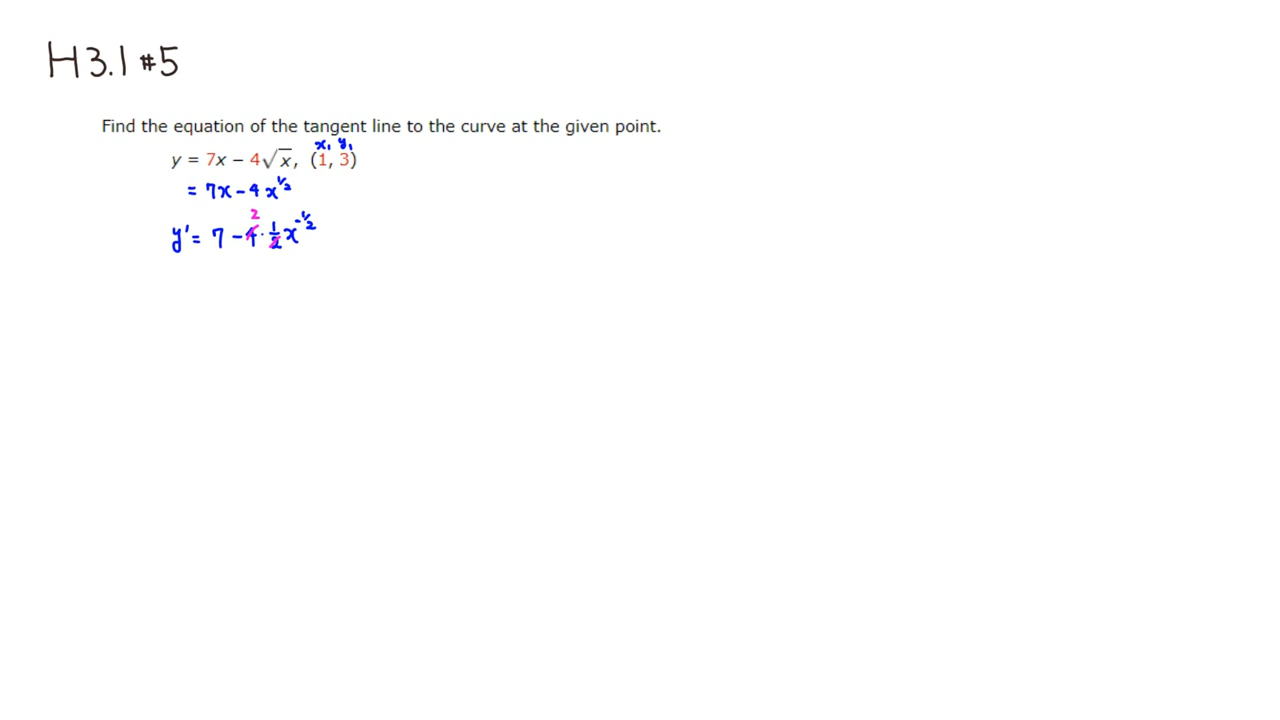 H3.1 #5
Find the equation of the tangent line to the curve at the given point.
x₁ y₁
y = 7x − 4√x, (1, 3)
= 7x − 4x^1/2
2
y' = 7 − 4 · 1/2 x^-1/2